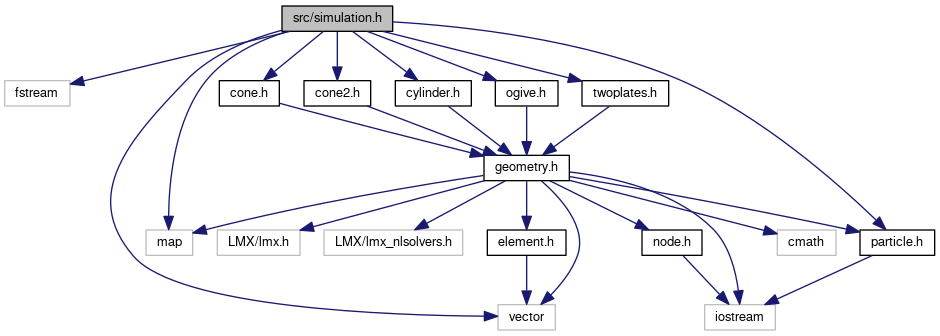 src/simulation.h
fstream
cone.h
cone2.h
cylinder.h
ogive.h
twoplates.h
geometry.h
map
LMX/lmx.h
LMX/lmx_nlsolvers.h
element.h
node.h
cmath
particle.h
vector
iostream